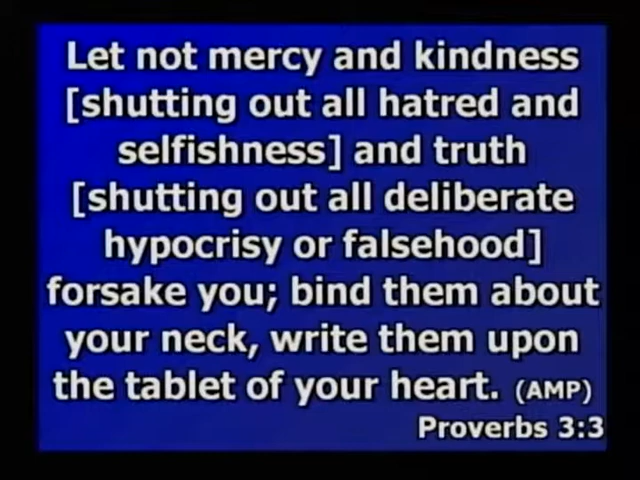 Let not mercy and kindness
[shutting out all hatred and
selfishness] and truth
[shutting out all deliberate
hypocrisy or falsehood]
forsake you; bind them about
your neck, write them upon
the tablet of your heart. (AMP)
Proverbs 3:3